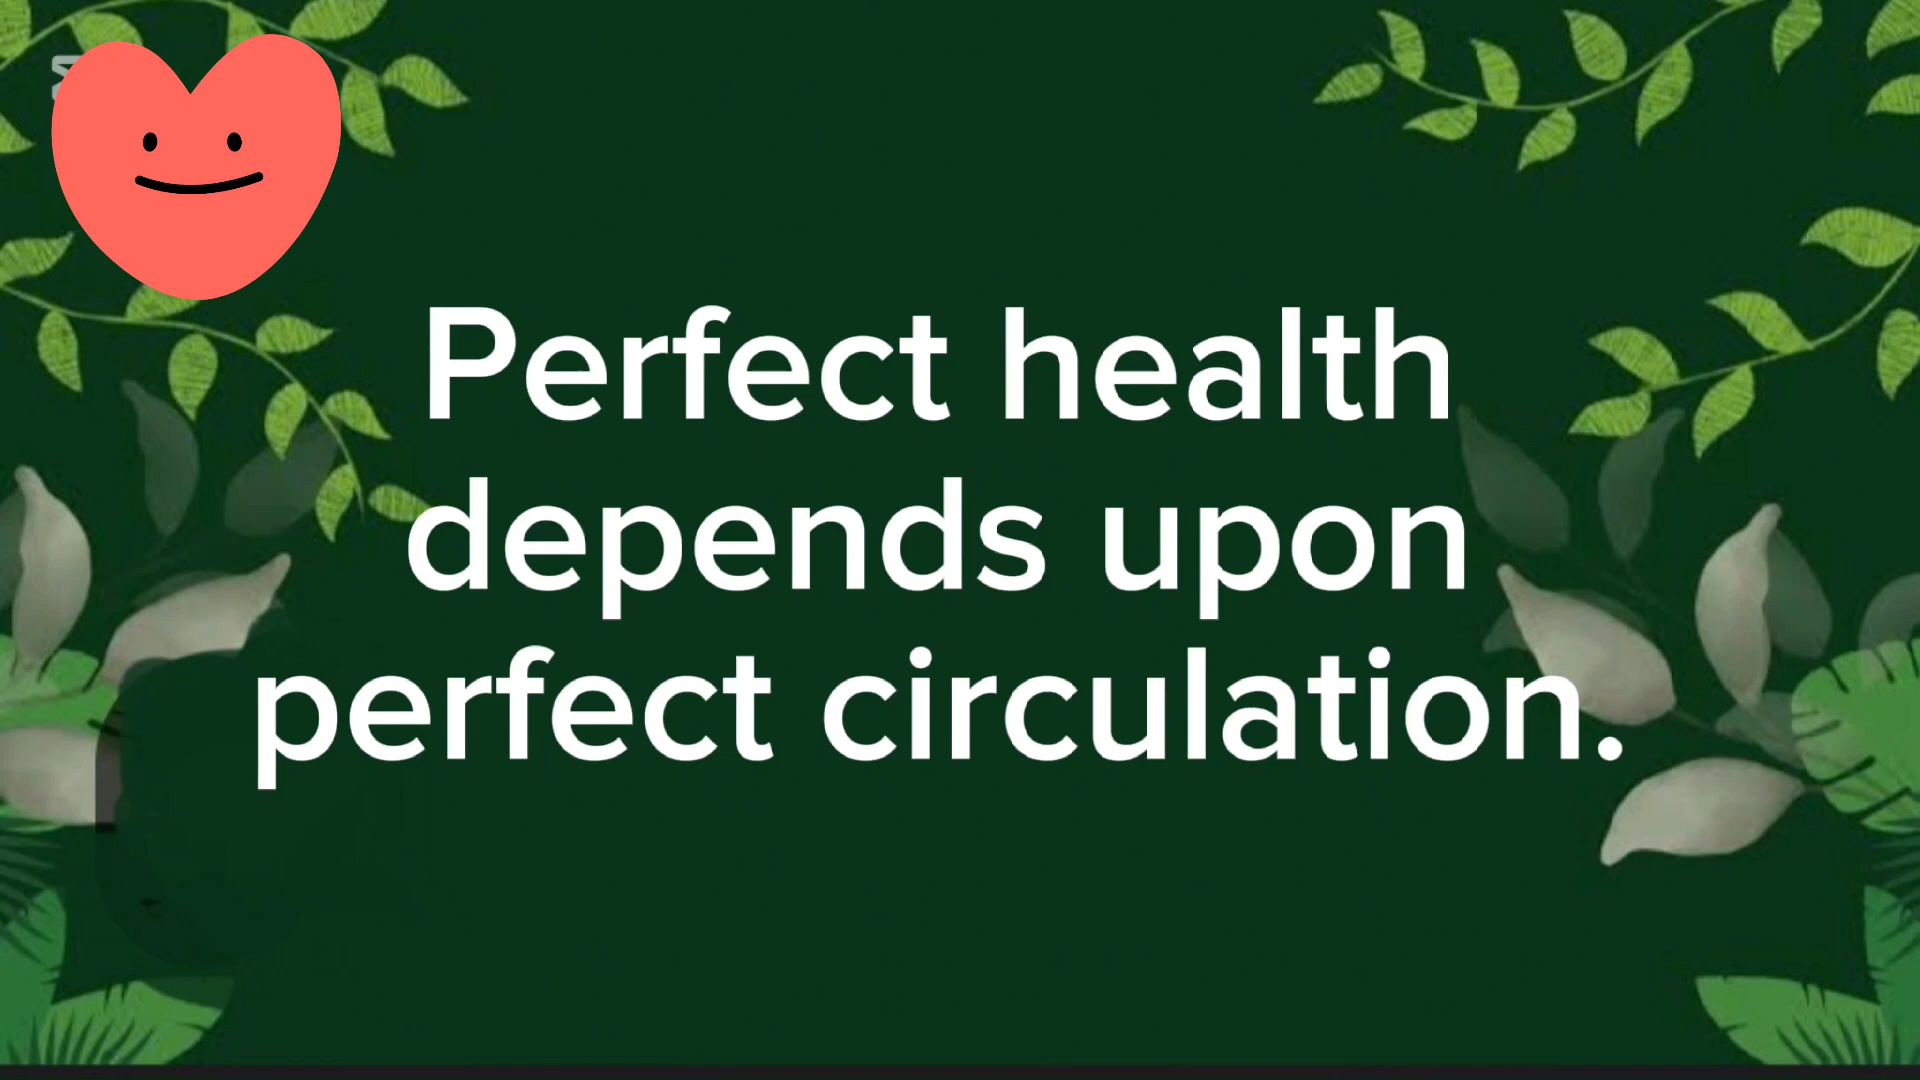 Perfect health
depends upon
perfect circulation.